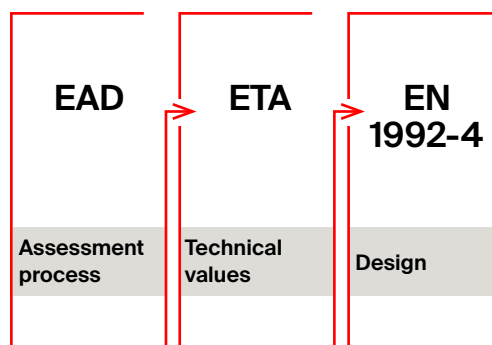 EAD
ETA
EN
1992-4
Assessment
process
Technical
values
Design